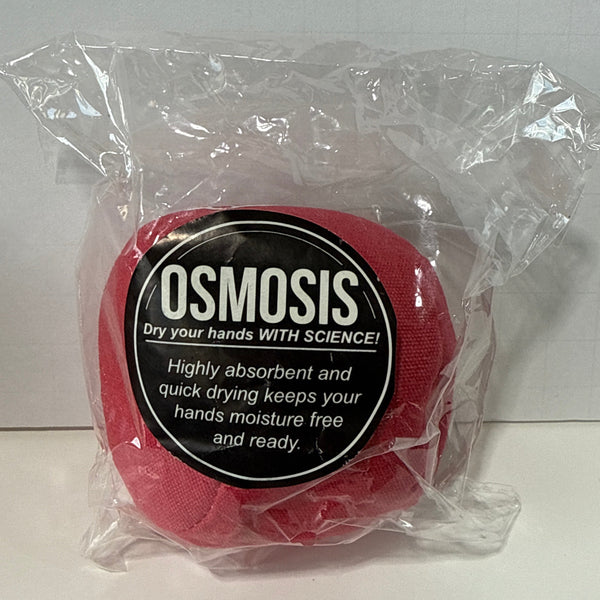 OSMOSIS
Dry your hands WITH SCIENCE!
Highly absorbent and
quick drying keeps your
hands moisture free
and ready.